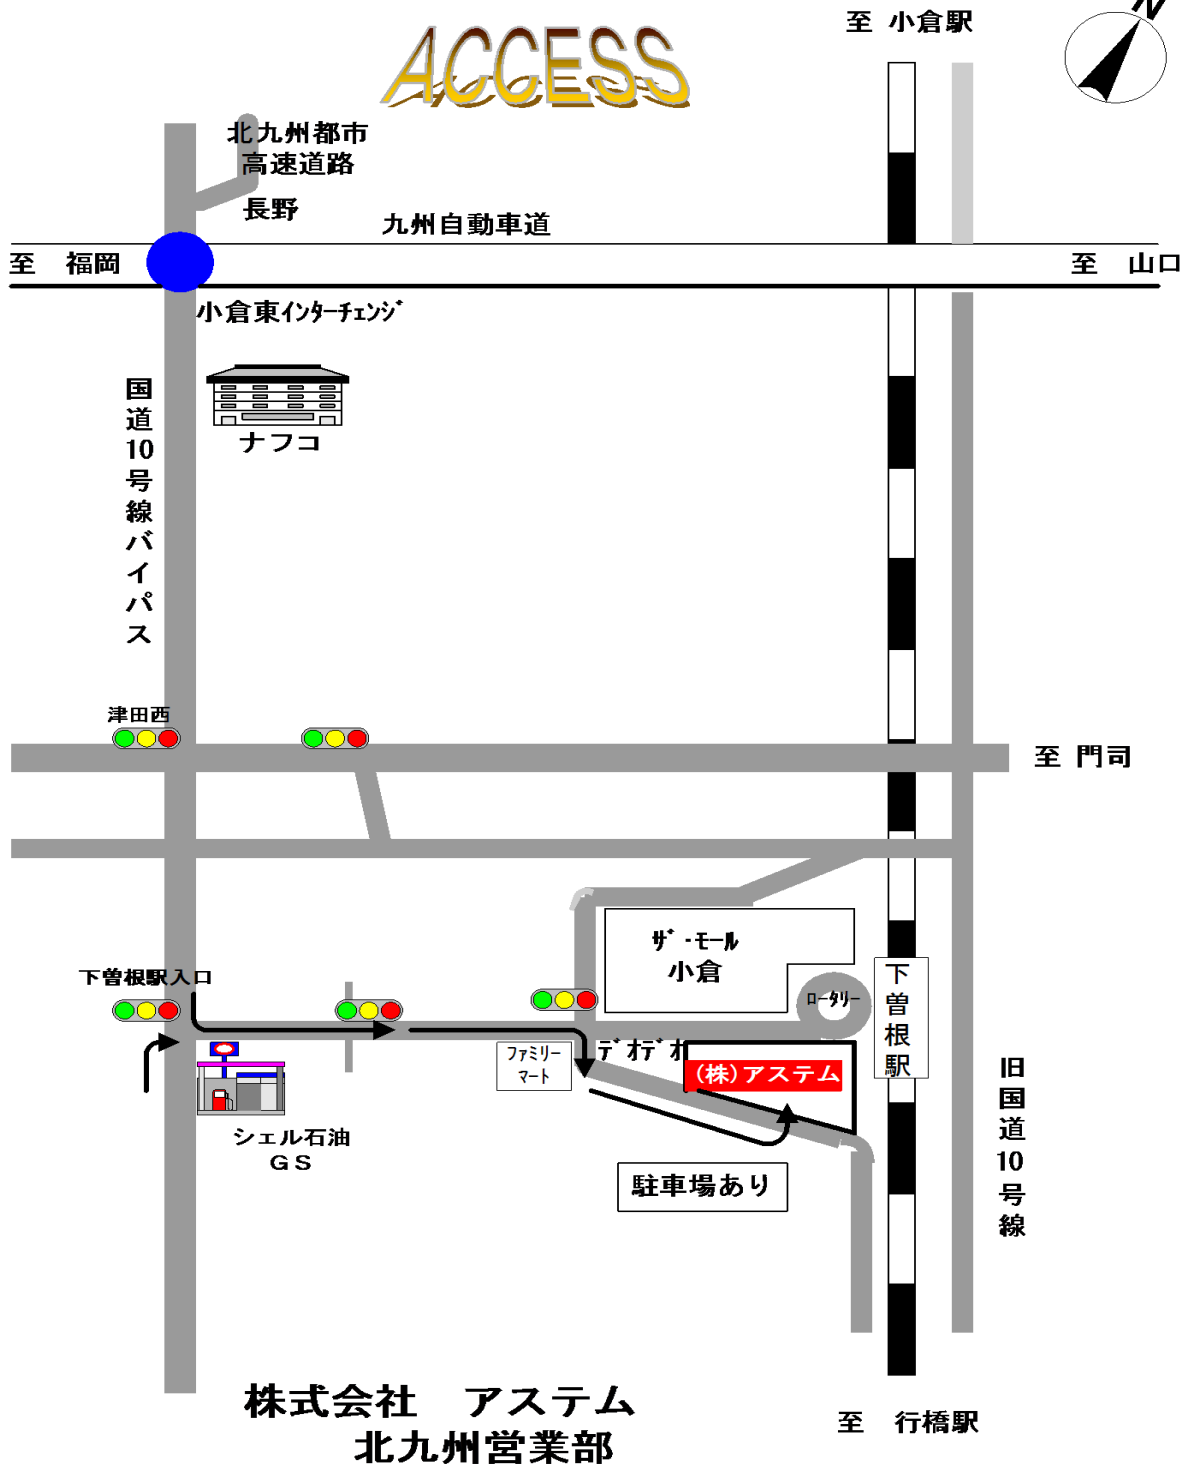 N
至 小倉駅
ACCESS
北九州都市
高速道路
長野
九州自動車道
至 福岡
至 山口
小倉東ｲﾝﾀｰﾁｪﾝｼﾞ
国道10号線バイパス
ナフコ
津田西
至 門司
ｻﾞ･ﾓｰﾙ
小倉
下曽根駅入口
ﾛｰﾀﾘｰ
下曽根駅
ﾌｧﾐﾘｰ
ﾏｰﾄ
ﾃﾞｵﾃﾞｵ
(株)アステム
旧国道10号線
シェル石油
ＧＳ
駐車場あり
株式会社 アステム
北九州営業部
至 行橋駅